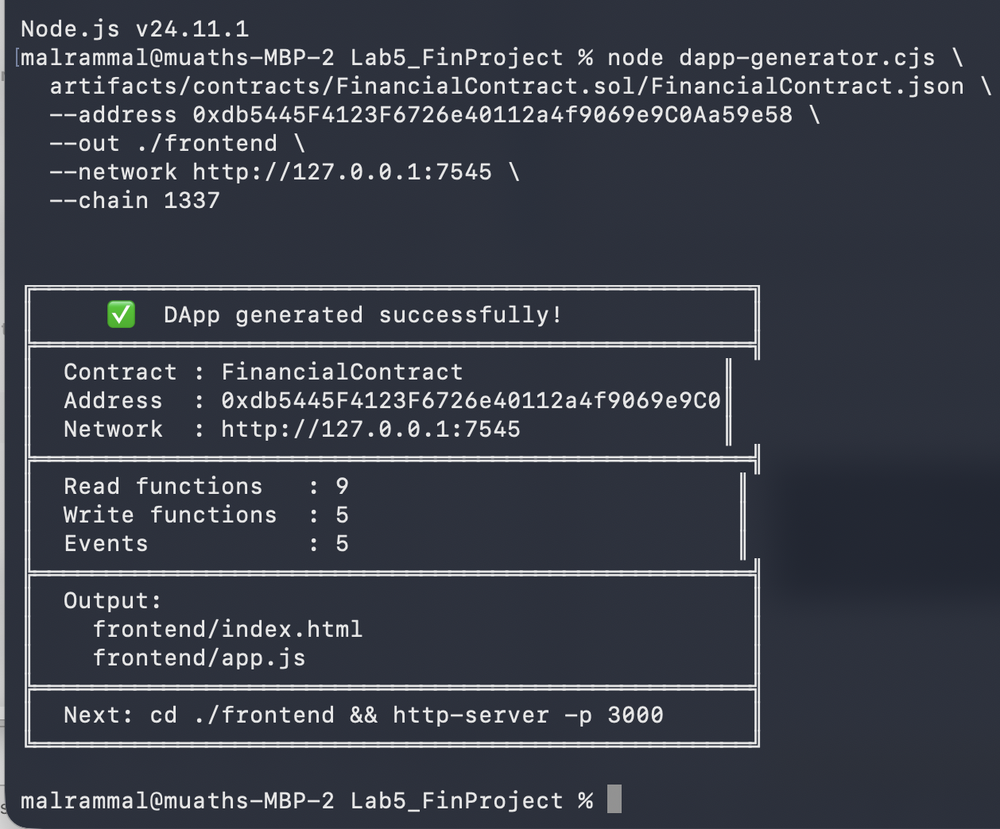 Node.js v24.11.1
[malrammal@muaths-MBP-2 Lab5_FinProject % node dapp-generator.cjs \
artifacts/contracts/FinancialContract.sol/FinancialContract.json \
--address 0xdb5445F4123F6726e40112a4f9069e9C0Aa59e58 \
--out ./frontend \
--network http://127.0.0.1:7545 \
--chain 1337
✅ DApp generated successfully!
Contract : FinancialContract
Address : 0xdb5445F4123F6726e40112a4f9069e9C0
Network : http://127.0.0.1:7545
Read functions : 9
Write functions : 5
Events : 5
Output:
frontend/index.html
frontend/app.js
Next: cd ./frontend && http-server -p 3000
malrammal@muaths-MBP-2 Lab5_FinProject %